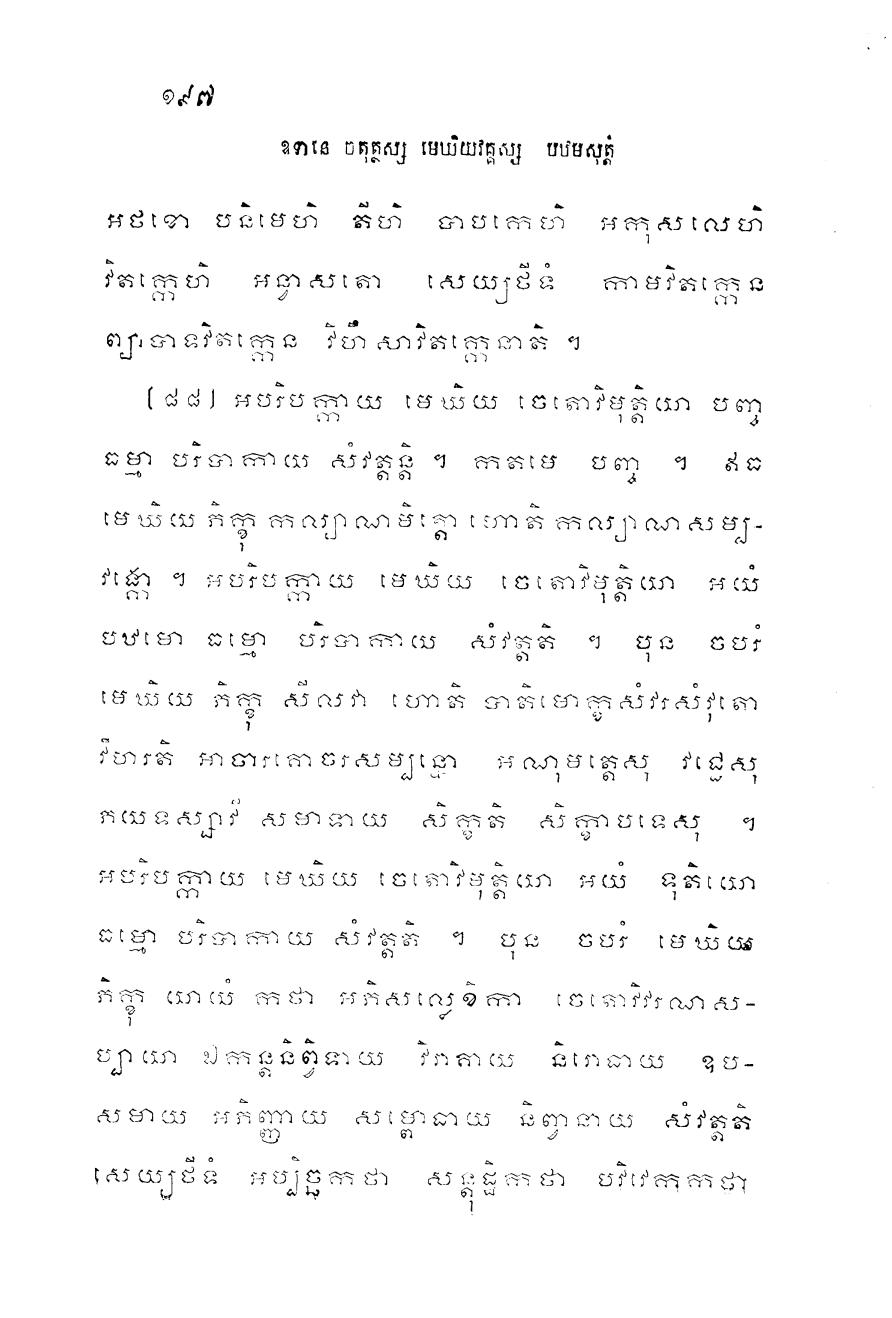 ១៩៧
ឧទានេ ចតុត្ថស្ស មេឃិយវគ្គស្ស បឋមសុត្តំ
អថខោ បនិមេហិ តីហិ បាបកេហិ អកុសលេហិ
វិតក្កេហិ អន្វាសតោ សេយ្យថីទំ កាមវិតក្កេន
ព្យាបាទវិតក្កេន វិហឹសាវិតក្កេនាតិ ។
(៨៨) អបរិបក្កាយ មេឃិយ ចេតោវិមុត្តិយា បញ្ច
ធម្មា បរិបាកាយ សំវត្តន្តិ ។ កតមេ បញ្ច ។ ឥធ
មេឃិយ ភិក្ខុ កល្យាណមិត្តោ ហោតិ កល្យាណសម្ប-
វង្កោ ។ អបរិបក្កាយ មេឃិយ ចេតោវិមុត្តិយា អយំ
បឋមោ ធម្មោ បរិបាកាយ សំវត្តតិ ។ បុន ចបរំ
មេឃិយ ភិក្ខុ សីលវា ហោតិ បាតិមោក្ខសំវរសំវុតោ
វិហរតិ អាចារគោចរសម្បន្នោ អណុមត្តេសុ វជ្ជេសុ
ភយទស្សាវី សមាទាយ សិក្ខតិ សិក្ខាបទេសុ ។
អបរិបក្កាយ មេឃិយ ចេតោវិមុត្តិយា អយំ ទុតិយោ
ធម្មោ បរិបាកាយ សំវត្តតិ ។ បុន ចបរំ មេឃិយ
ភិក្ខុ យាយំ កថា អភិសល្លេខិកា ចេតោវិវរណាស-
ប្បាយា ឯកន្តនិព្វិទាយ វិរាគាយ និរោធាយ ឧប-
សមាយ អភិញ្ញាយ សម្ពោធាយ និព្វានាយ សំវត្តតិ
សេយ្យថីទំ អប្បិច្ឆកថា សន្តុដ្ឋិកថា បវិវេកកថា